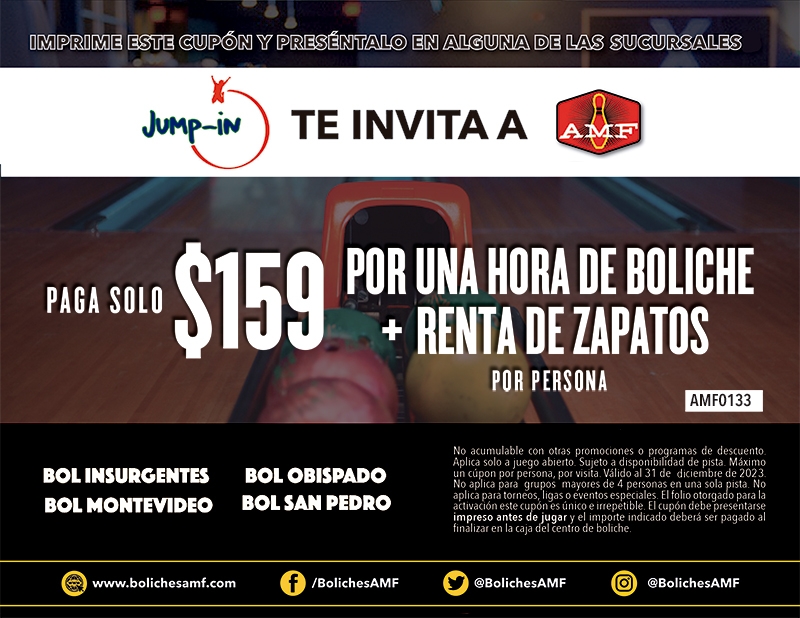 IMPRIME ESTE CUPÓN Y PRESÉNTALO EN ALGUNA DE LAS SUCURSALES
JUMP-IN
TE INVITA A
AMF
PAGA SOLO
$159
POR UNA HORA DE BOLICHE
+ RENTA DE ZAPATOS
POR PERSONA
AMF0133
BOL INSURGENTES
BOL OBISPADO
BOL MONTEVIDEO
BOL SAN PEDRO
No acumulable con otras promociones o programas de descuento.
Aplica solo a juego abierto. Sujeto a disponibilidad de pista. Máximo
un cúpon por persona, por visita. Válido al 31 de diciembre de 2023.
No aplica para grupos mayores de 4 personas en una sola pista. No
aplica para torneos, ligas o eventos especiales. El folio otorgado para la
activación este cupón es único e irrepetible. El cupón debe presentarse
impreso antes de jugar y el importe indicado deberá ser pagado al
finalizar en la caja del centro de boliche.
www.bolichesamf.com
/BolichesAMF
@BolichesAMF
@BolichesAMF